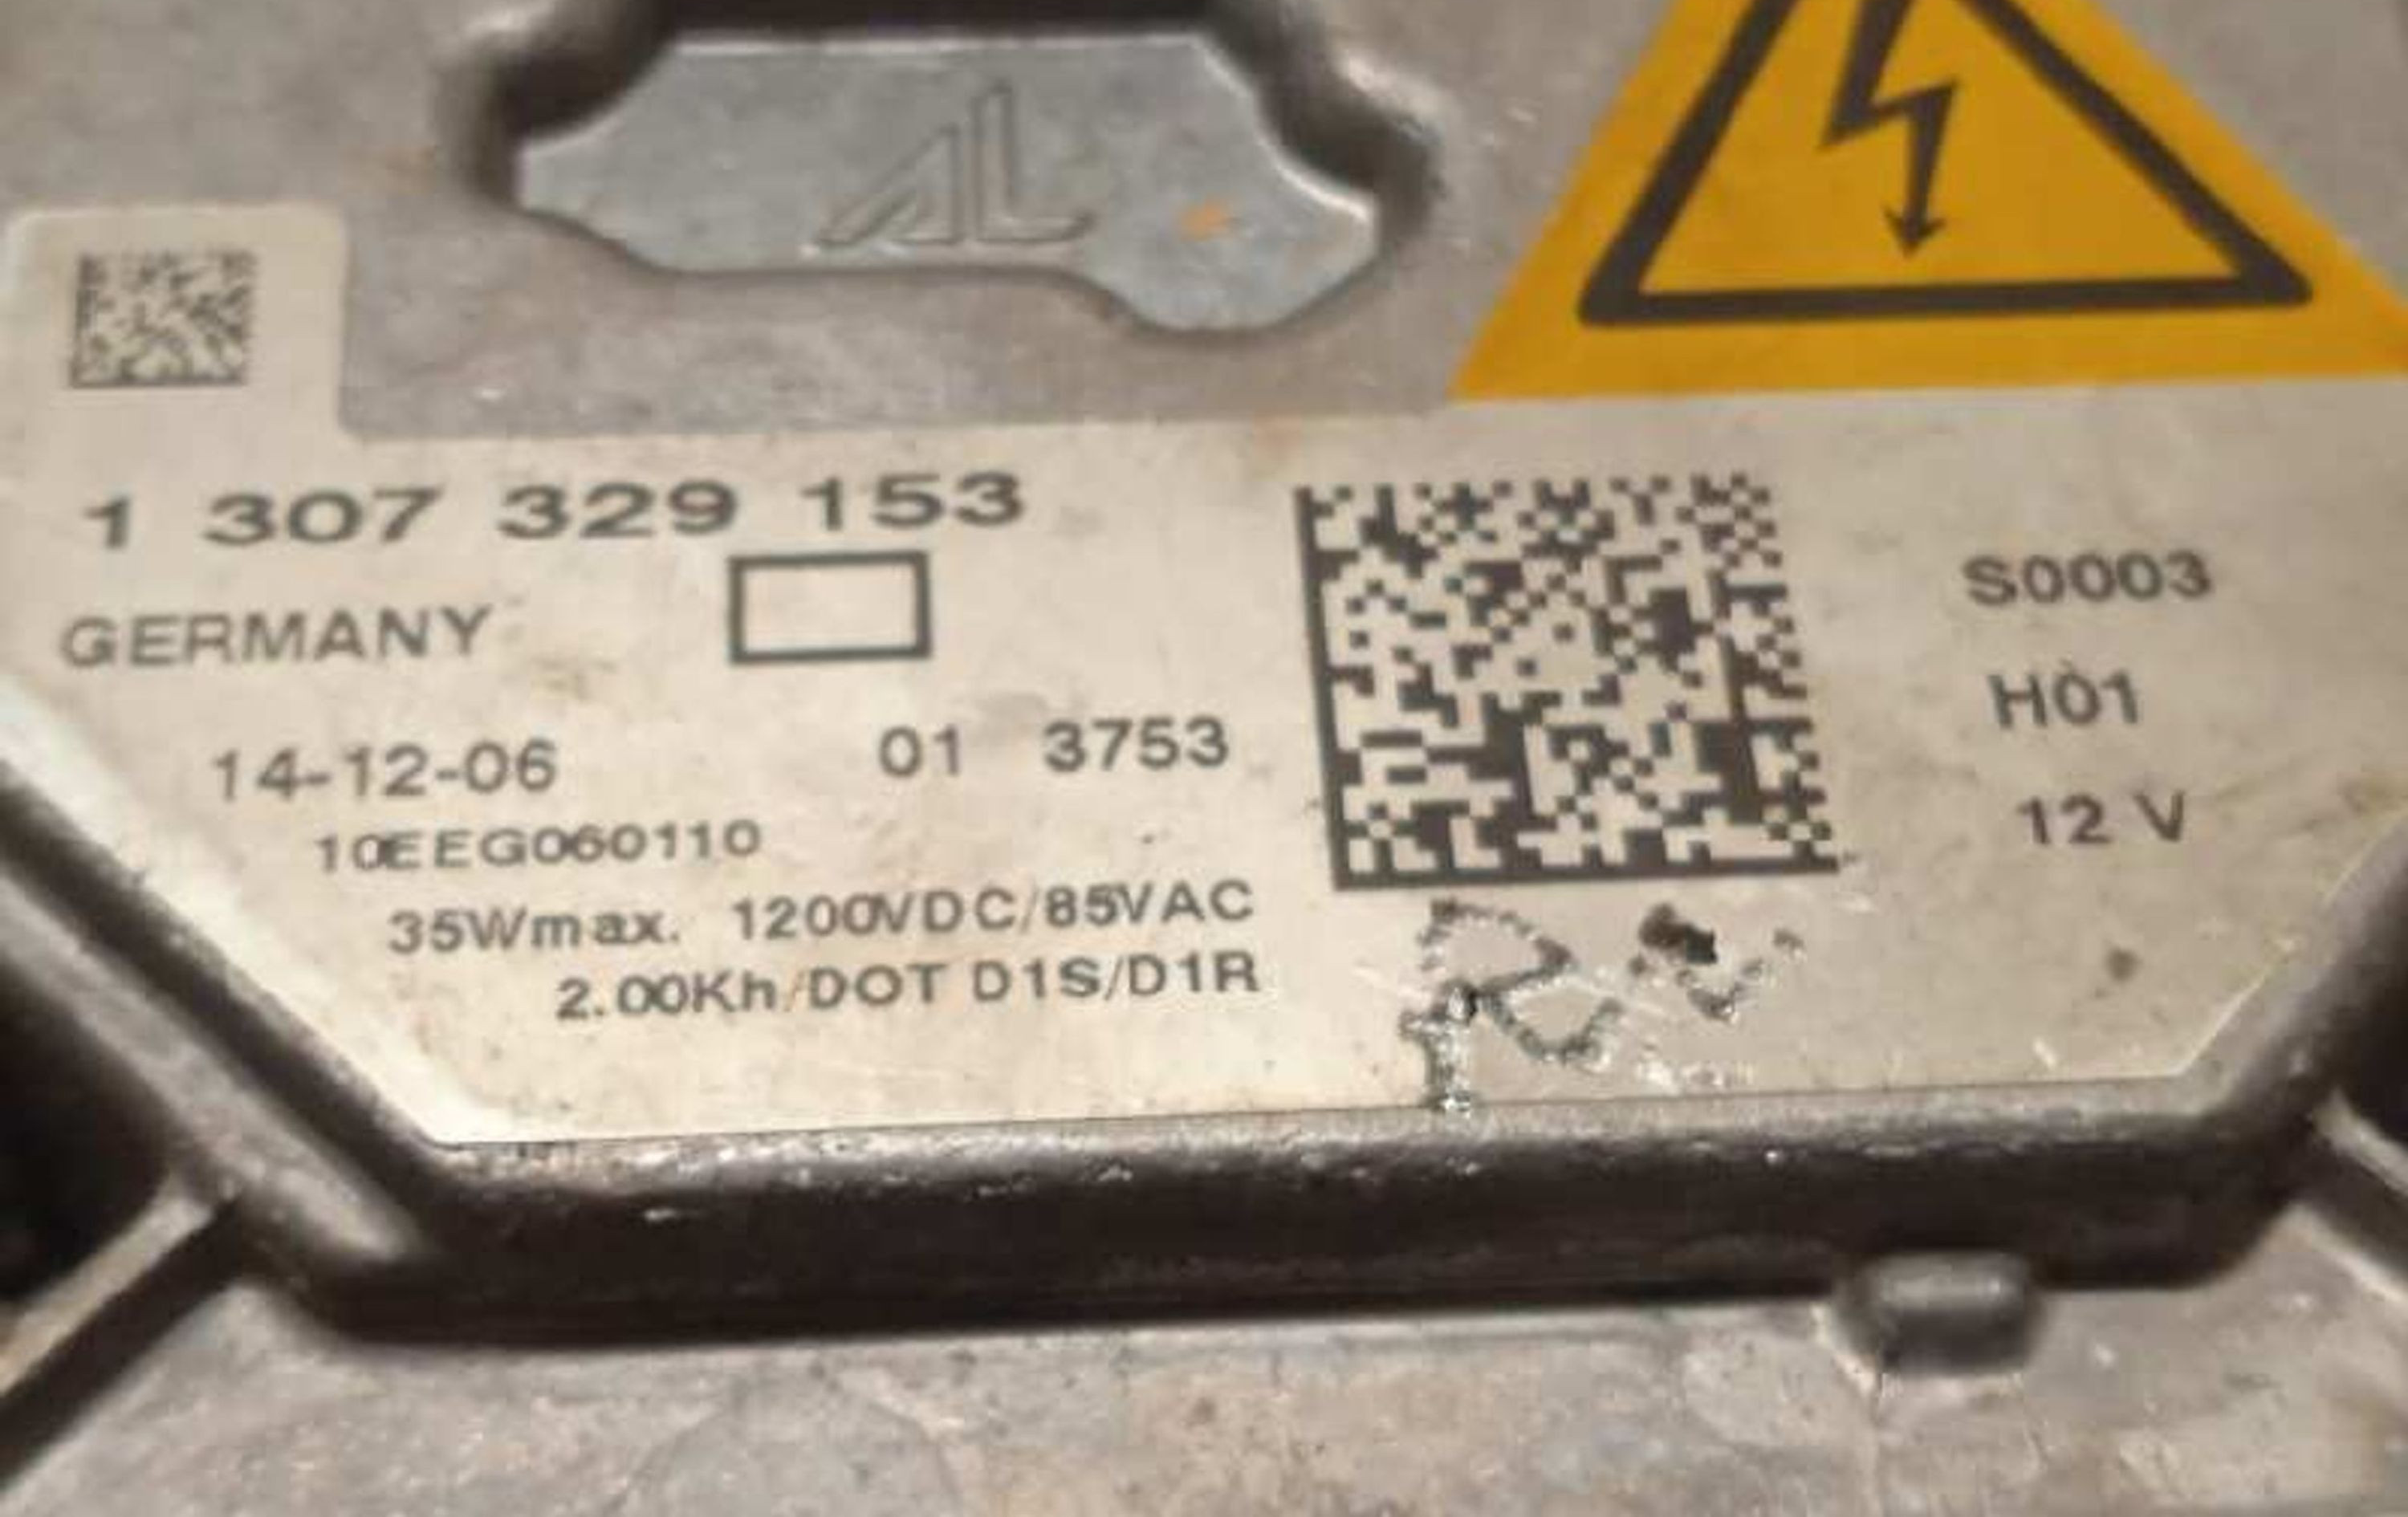 AL
1 307 329 153
GERMANY
14-12-06 01 3753
10EEG060110
35Wmax. 1200VDC/85VAC
2.00Kh/DOT D1S/D1R
S0003
H01
12 V